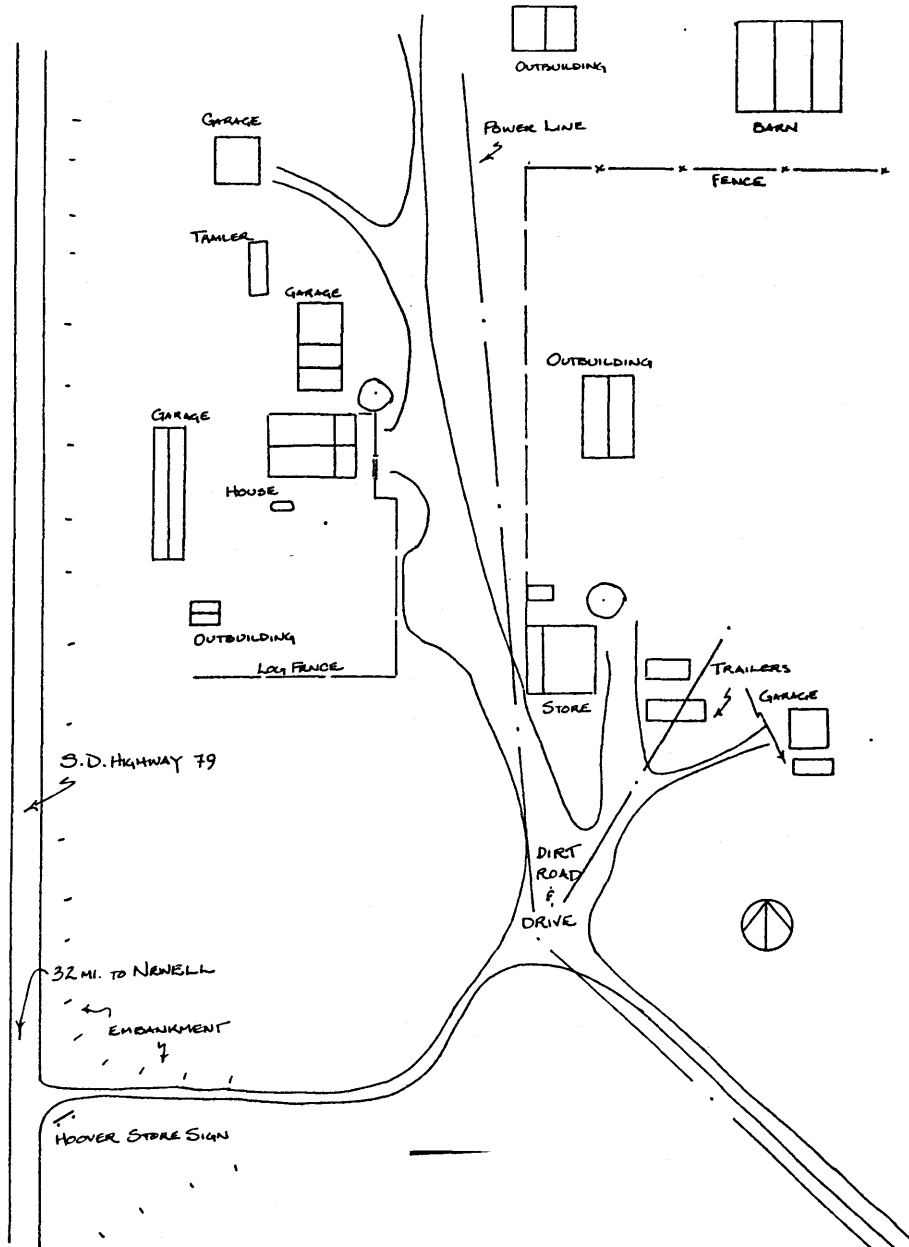 OUTBUILDING
GARAGE
POWER LINE
BARN
FENCE
TAMLER
GARAGE
OUTBUILDING
GARAGE
HOUSE
OUTBUILDING
LOG FENCE
TRAILERS
GARAGE
STORE
S.D. HIGHWAY 79
DIRT
ROAD
&
DRIVE
32 MI. TO NEWELL
EMBANKMENT
HOOVER STORE SIGN